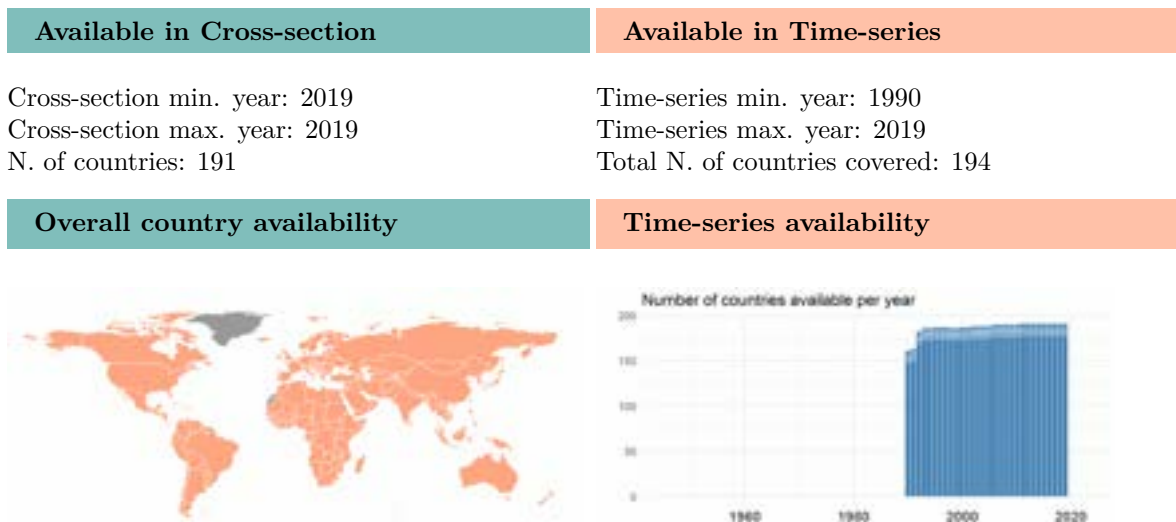 Available in Cross-section
Available in Time-series
Cross-section min. year: 2019
Cross-section max. year: 2019
N. of countries: 191
Time-series min. year: 1990
Time-series max. year: 2019
Total N. of countries covered: 194
Overall country availability
Time-series availability
Number of countries available per year
200
150
100
50
0
1960
1980
2000
2020